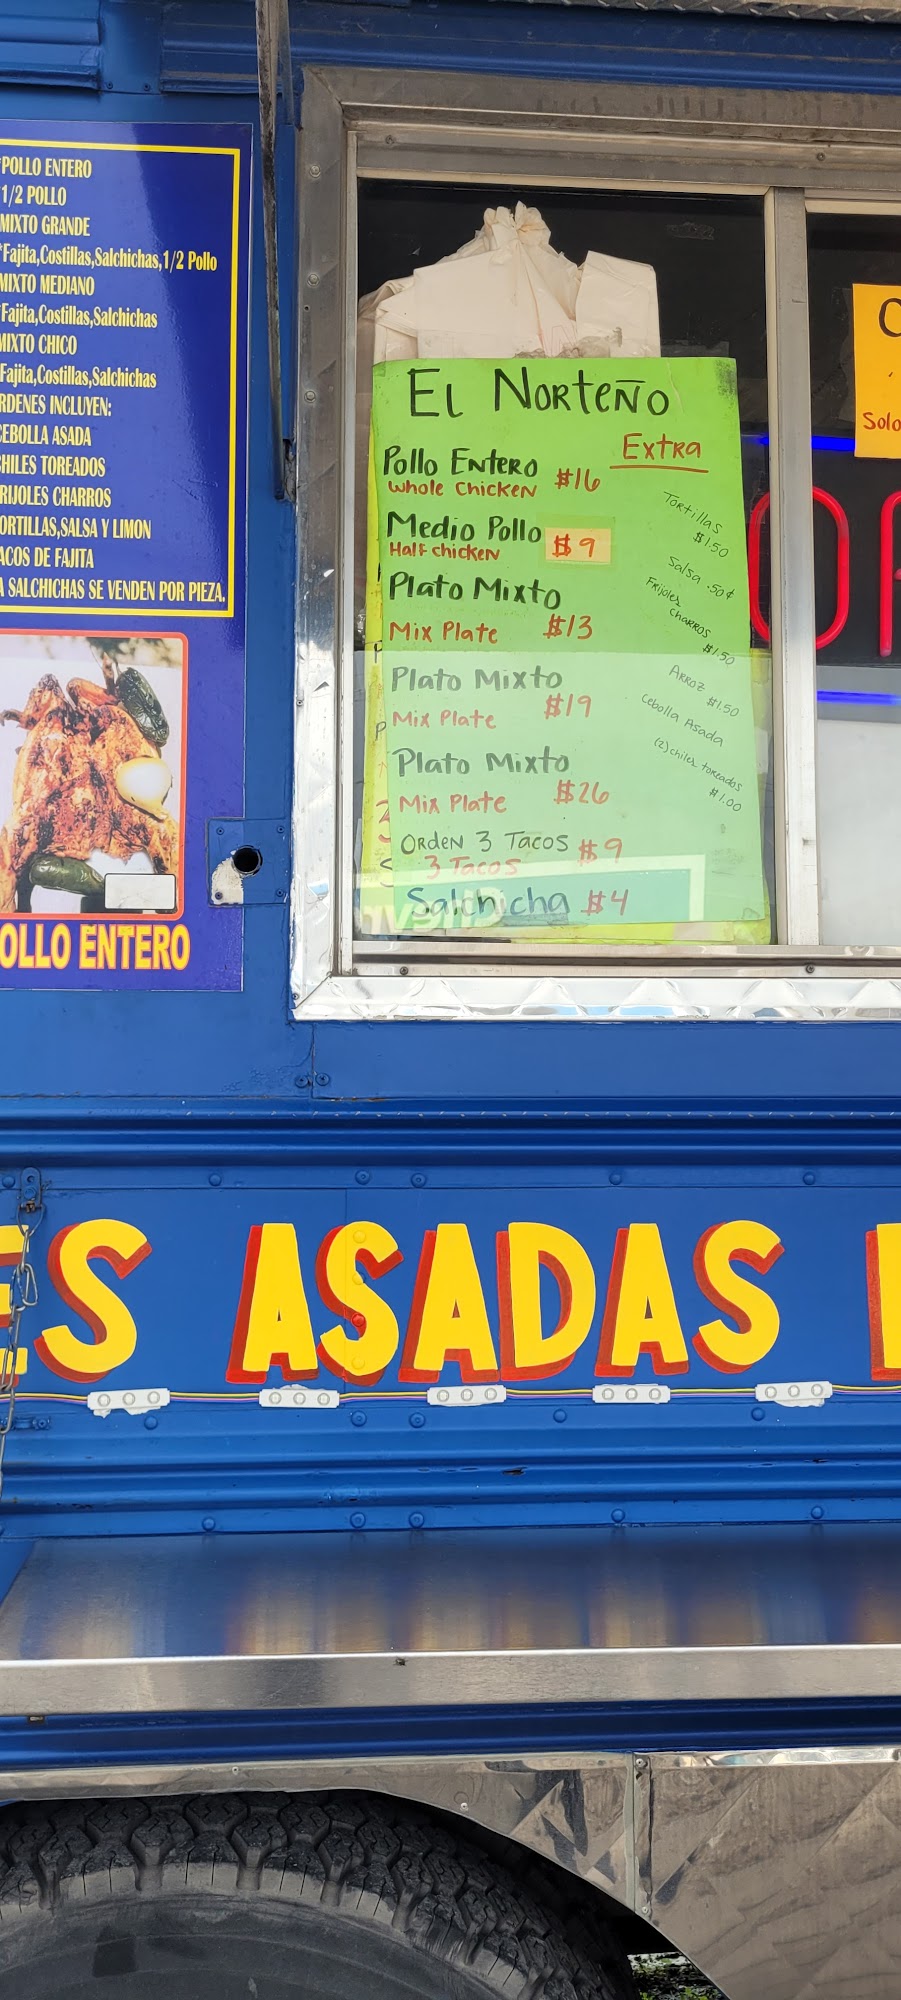 *POLLO ENTERO
*1/2 POLLO
MIXTO GRANDE
*Fajita,Costillas,Salchichas,1/2 Pollo
MIXTO MEDIANO
*Fajita,Costillas,Salchichas
MIXTO CHICO
Fajita,Costillas,Salchichas
RDENES INCLUYEN:
CEBOLLA ASADA
CHILES TOREADOS
RIJOLES CHARROS
ORTILLAS,SALSA Y LIMON
ACOS DE FAJITA
A SALCHICHAS SE VENDEN POR PIEZA.
OLLO ENTERO
El Norteño
Pollo Entero
Whole Chicken $16
Medio Pollo
Half chicken $9
Plato Mixto
Mix Plate $13
Plato Mixto
Mix Plate $19
Plato Mixto
Mix Plate $26
Orden 3 Tacos $9
3 Tacos
Salchicha $4
Extra
Tortillas
$1.50
Salsa .50¢
Frijoles
Charros
$1.50
Arroz $1.50
Cebolla Asada
(2) chiles toreados
$1.00
Solo
ES ASADAS